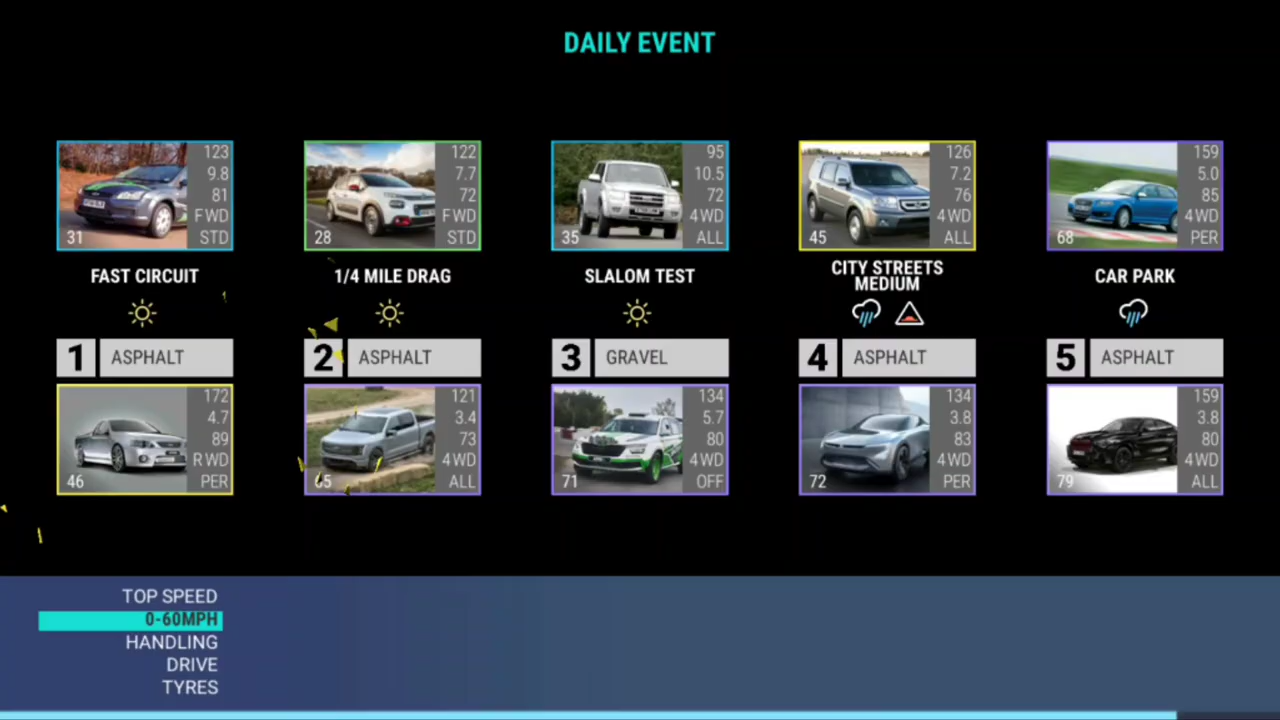 DAILY EVENT
123
9.8
81
FWD
31 STD
122
7.7
72
FWD
28 STD
95
10.5
72
4WD
35 ALL
126
7.2
76
4WD
45 ALL
159
5.0
85
4WD
68 PER
FAST CIRCUIT
1/4 MILE DRAG
SLALOM TEST
CITY STREETS
MEDIUM
CAR PARK
1 ASPHALT
2 ASPHALT
3 GRAVEL
4 ASPHALT
5 ASPHALT
172
4.7
89
RWD
46 PER
121
3.4
73
4WD
65 ALL
134
5.7
80
4WD
71 OFF
134
3.8
83
4WD
72 PER
159
3.8
80
4WD
79 ALL
TOP SPEED
0-60MPH
HANDLING
DRIVE
TYRES